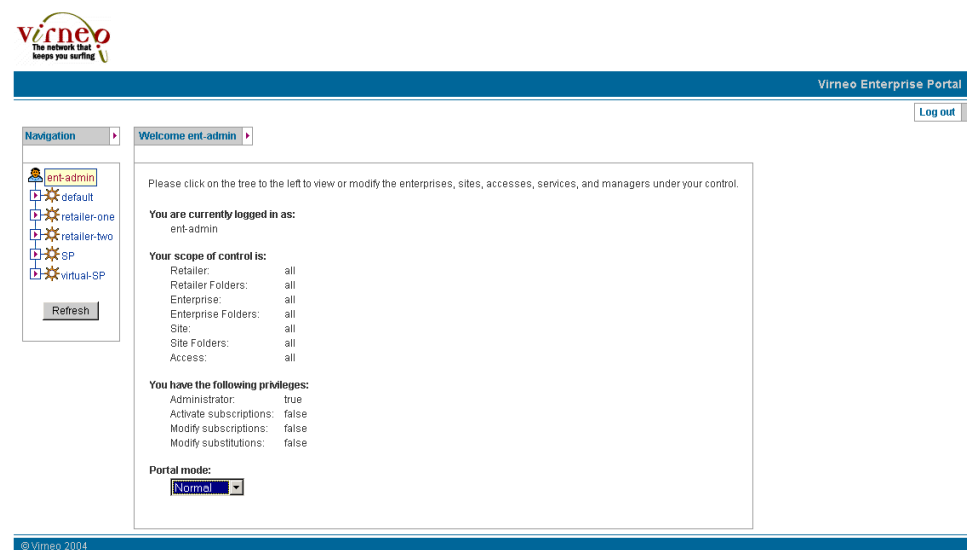 Virneo
The network that
keeps you surfing
Virneo Enterprise Portal
Log out
Navigation
Welcome ent-admin
ent-admin
default
retailer-one
retailer-two
SP
virtual-SP
Refresh
Please click on the tree to the left to view or modify the enterprises, sites, accesses, services, and managers under your control.
You are currently logged in as:
ent-admin
Your scope of control is:
Retailer: all
Retailer Folders: all
Enterprise: all
Enterprise Folders: all
Site: all
Site Folders: all
Access: all
You have the following privileges:
Administrator: true
Activate subscriptions: false
Modify subscriptions: false
Modify substitutions: false
Portal mode:
Normal
© Virneo 2004